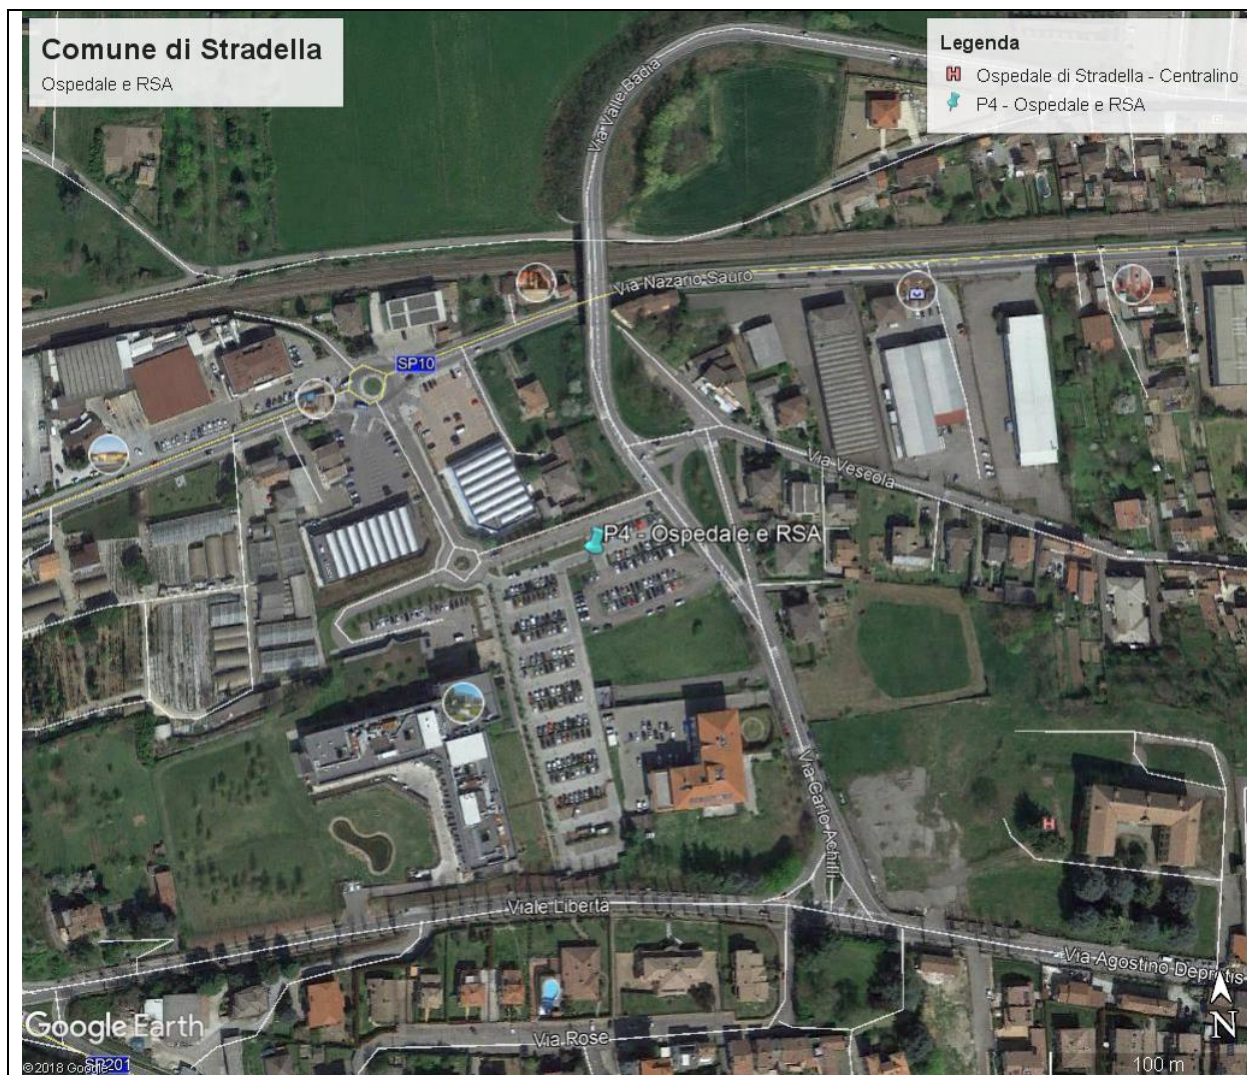 Comune di Stradella
Ospedale e RSA
Legenda
H Ospedale di Stradella - Centralino
P4 - Ospedale e RSA
Via Valle Badia
Via Nazario Sauro
SP10
Via Vescola
P4 - Ospedale e RSA
Via Carlo Achilli
H
Viale Libertà
Via Agostino Depretis
Via Rose
Google Earth
N
©2018 Google
SP201
100 m